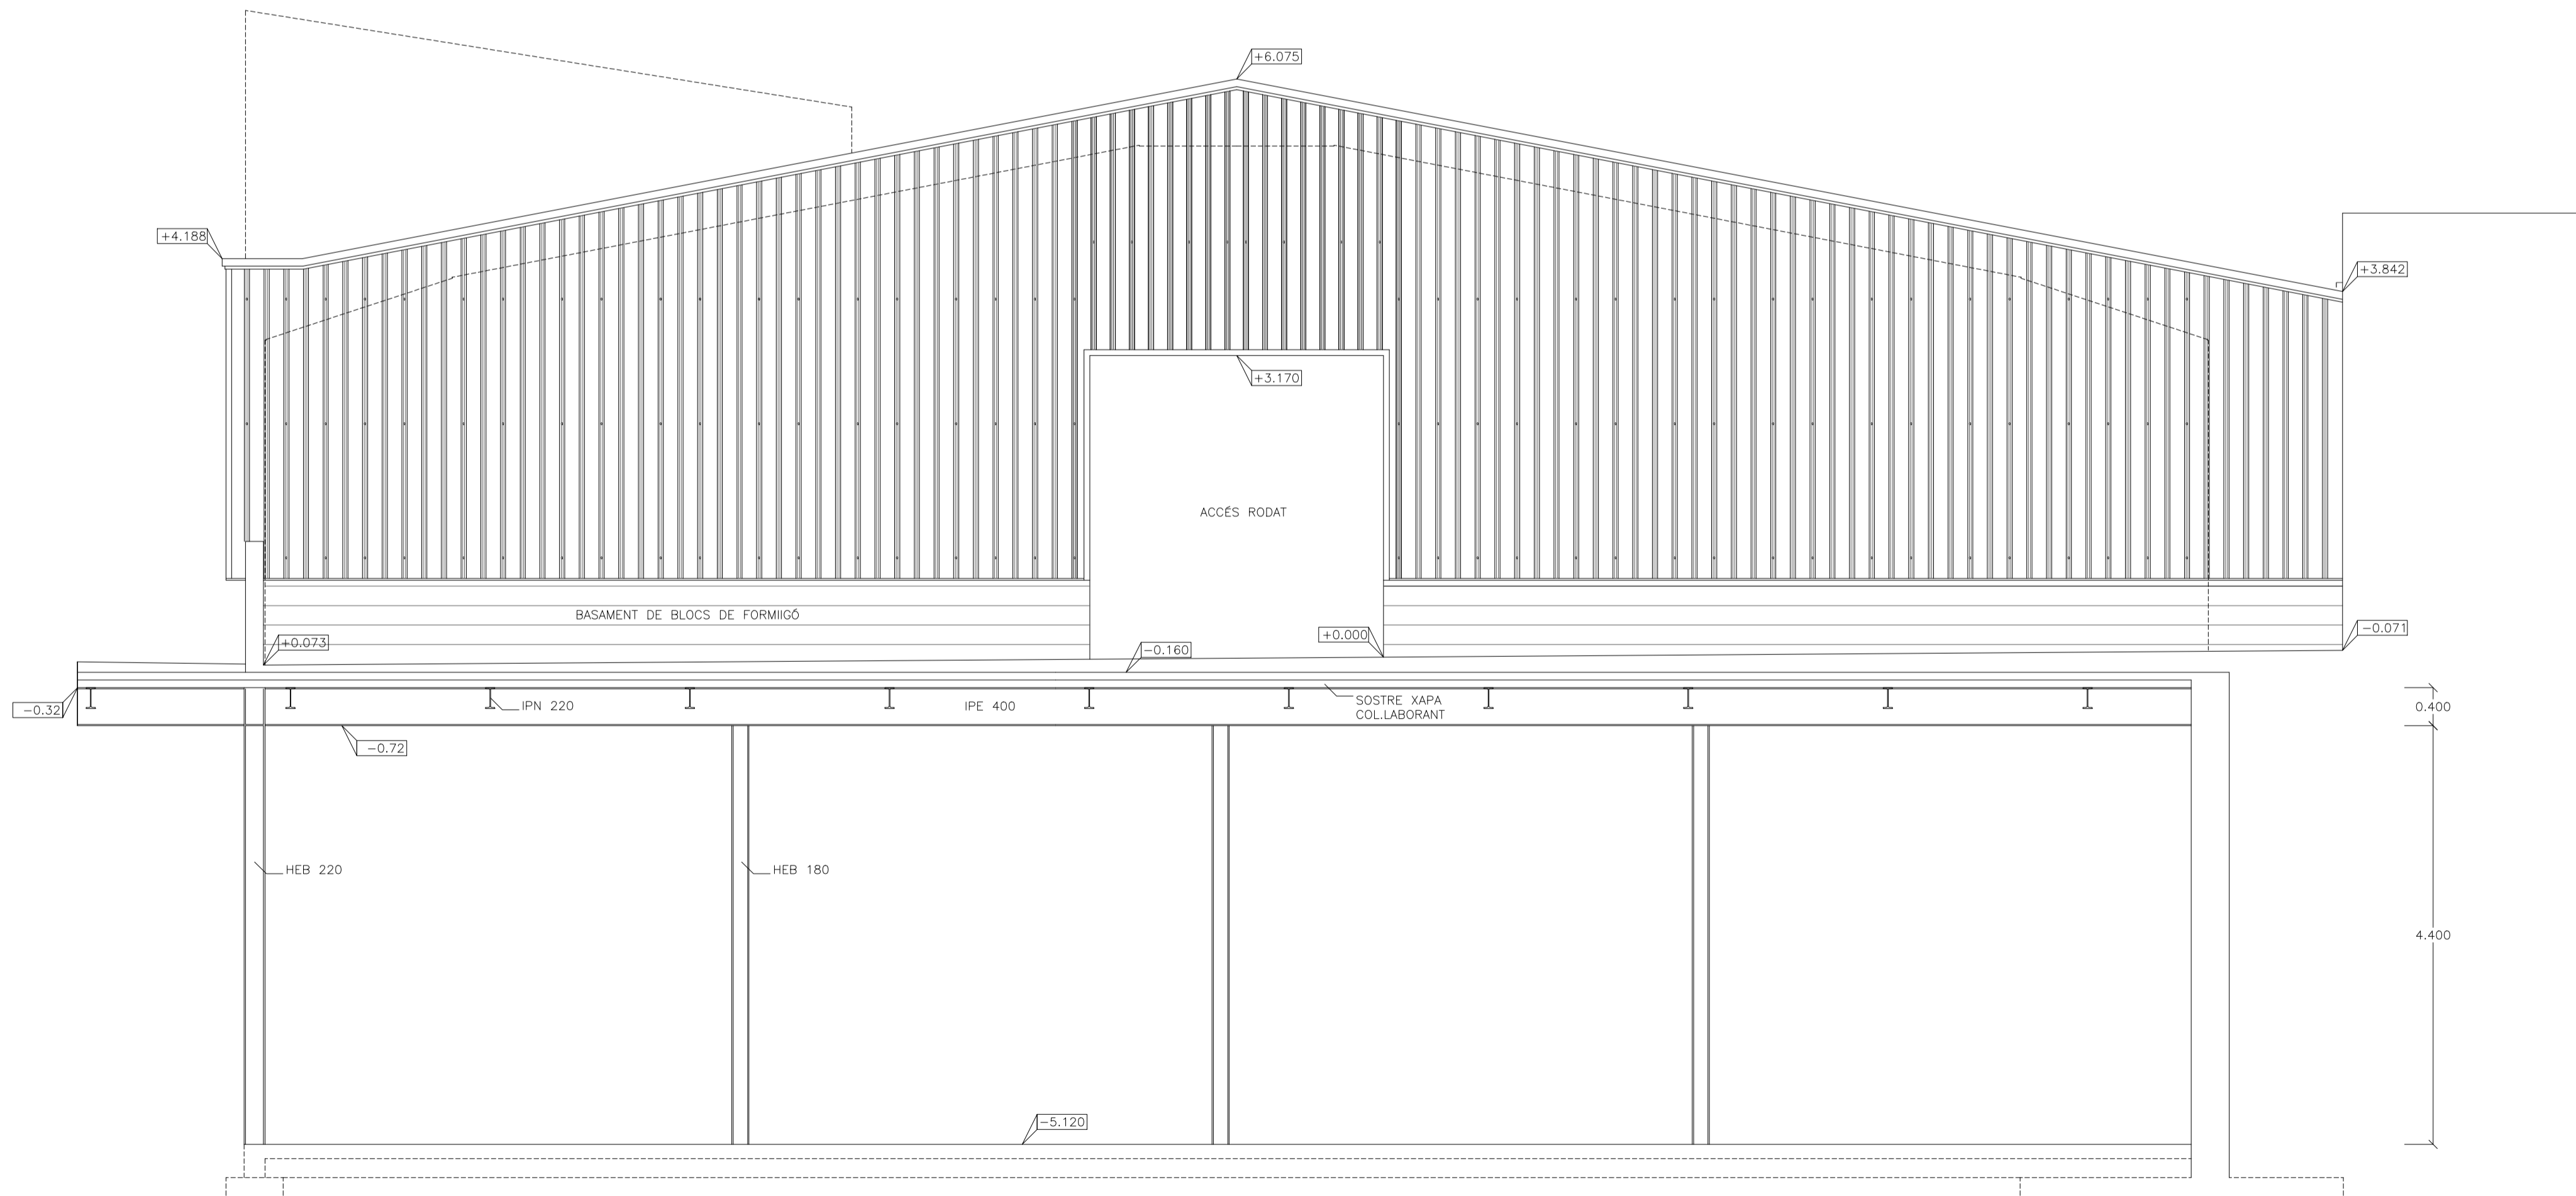 +6.075
+4.188
+3.842
+3.170
ACCÉS RODAT
BASAMENT DE BLOCS DE FORMIIGÓ
+0.073
+0.000
-0.071
-0.160
-0.32
IPN 220
IPE 400
SOSTRE XAPA
COL.LABORANT
0.400
-0.72
HEB 220
HEB 180
4.400
-5.120